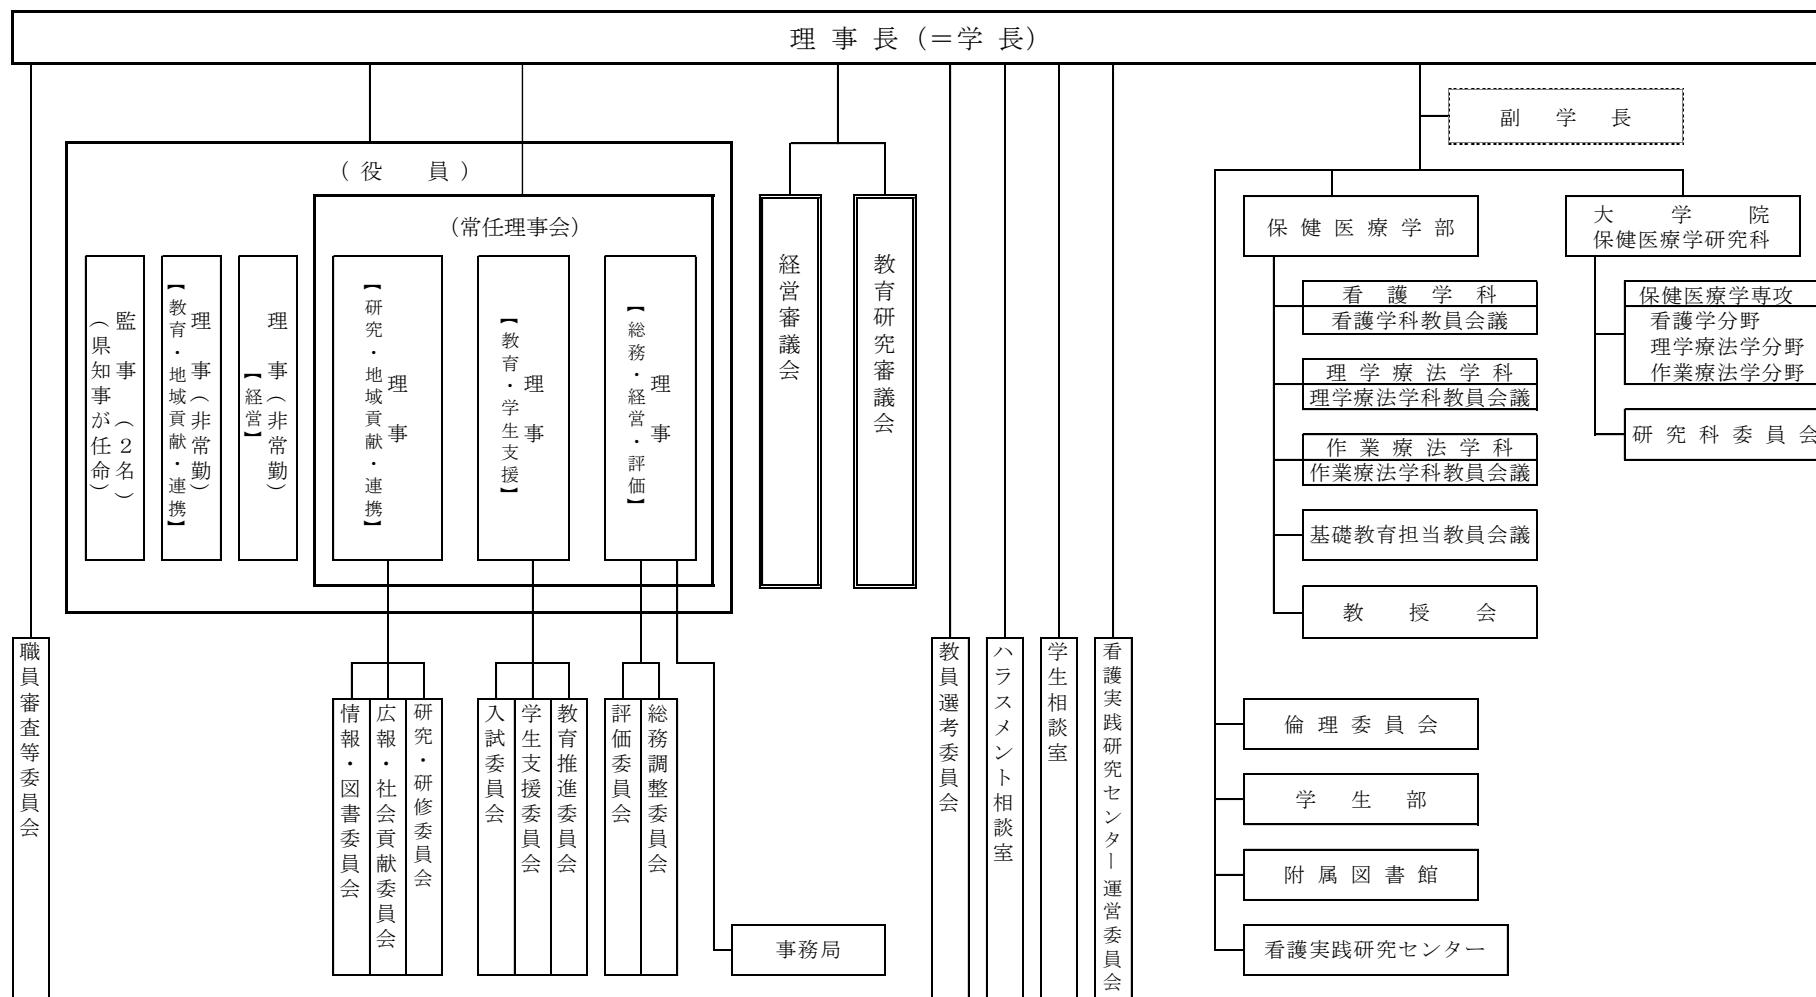 理事長（＝学長）
副学長
（役員）
（常任理事会）
監事（２名）
（県知事が任命）
理事（非常勤）
【教育・地域貢献・連携】
理事（非常勤）
【経営】
理事
【研究・地域貢献・連携】
理事
【教育・学生支援】
理事
【総務・経営・評価】
経営審議会
教育研究審議会
保健医療学部
看護学科
看護学科教員会議
理学療法学科
理学療法学科教員会議
作業療法学科
作業療法学科教員会議
基礎教育担当教員会議
教授会
大学院
保健医療学研究科
保健医療学専攻
看護学分野
理学療法学分野
作業療法学分野
研究科委員会
職員審査等委員会
情報・図書委員会
広報・社会貢献委員会
研究・研修委員会
入試委員会
学生支援委員会
教育推進委員会
評価委員会
総務調整委員会
事務局
教員選考委員会
ハラスメント相談室
学生相談室
看護実践研究センター運営委員会
倫理委員会
学生部
附属図書館
看護実践研究センター